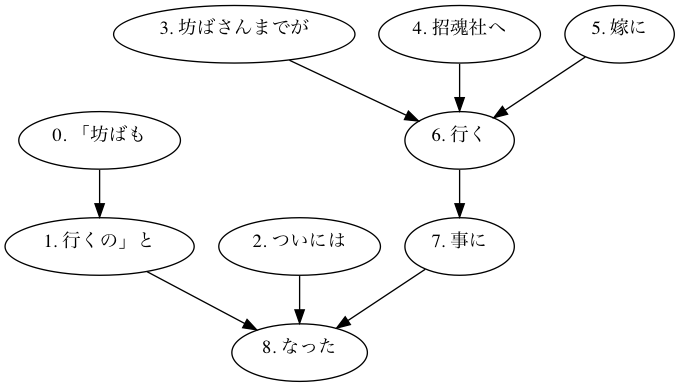 3. 坊ばさんまでが
4. 招魂社へ
5. 嫁に
0. 「坊ばも
6. 行く
1. 行くの」と
2. ついには
7. 事に
8. なった